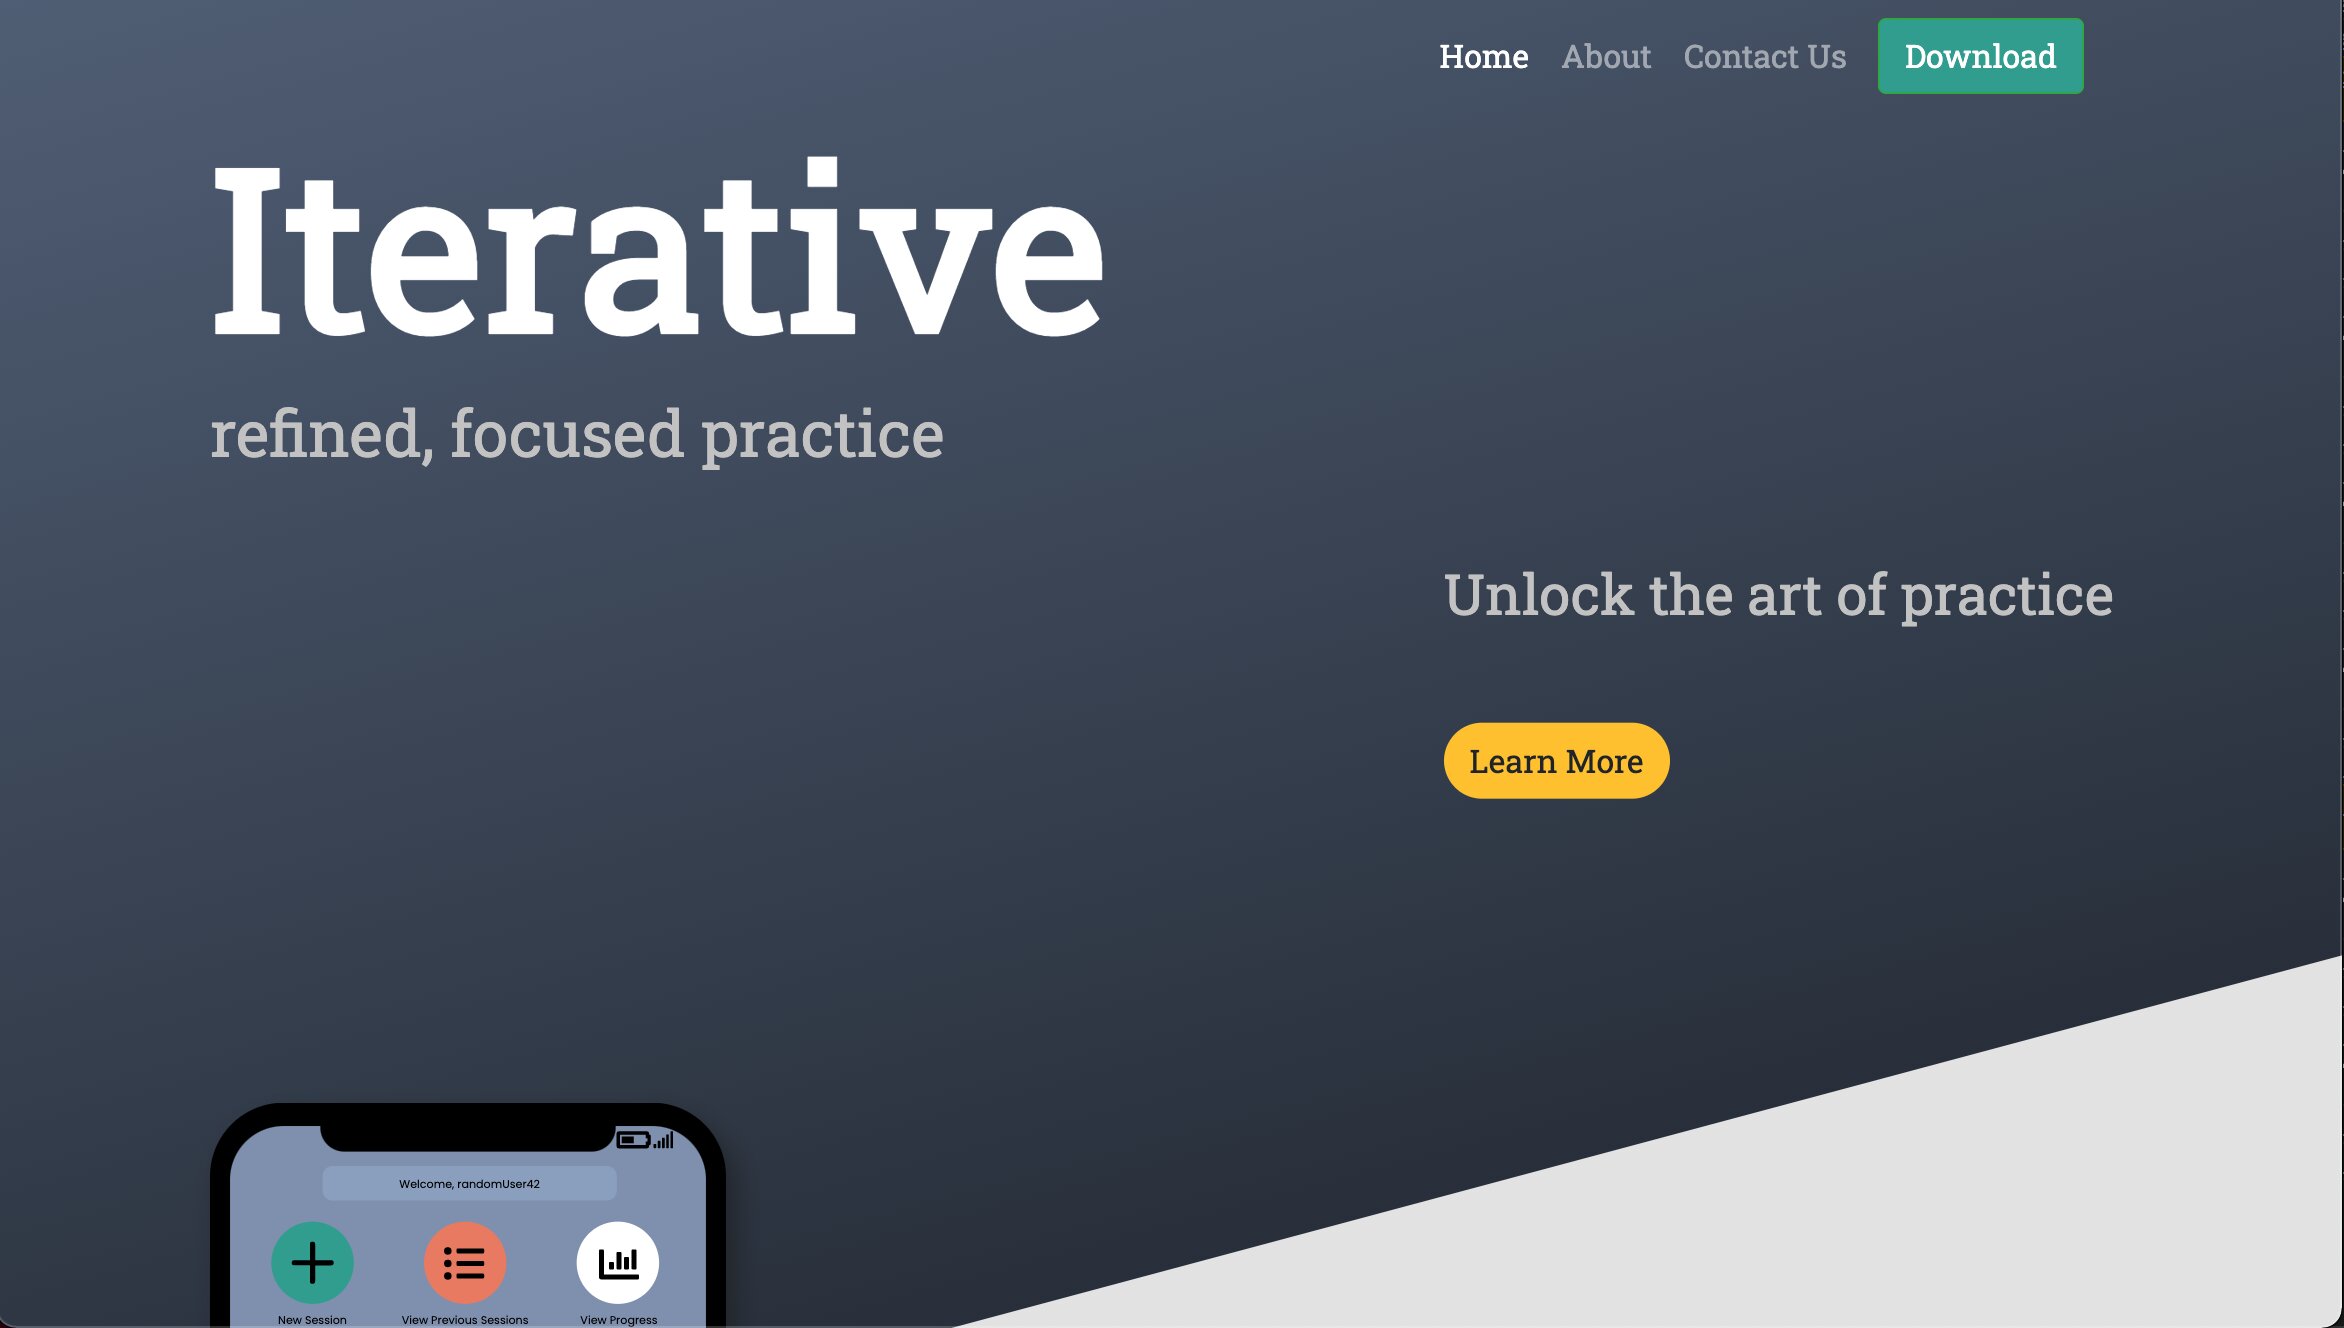 Home About Contact Us Download
Iterative
refined, focused practice
Unlock the art of practice
Learn More
Welcome, randomUser42
New Session View Previous Sessions View Progress